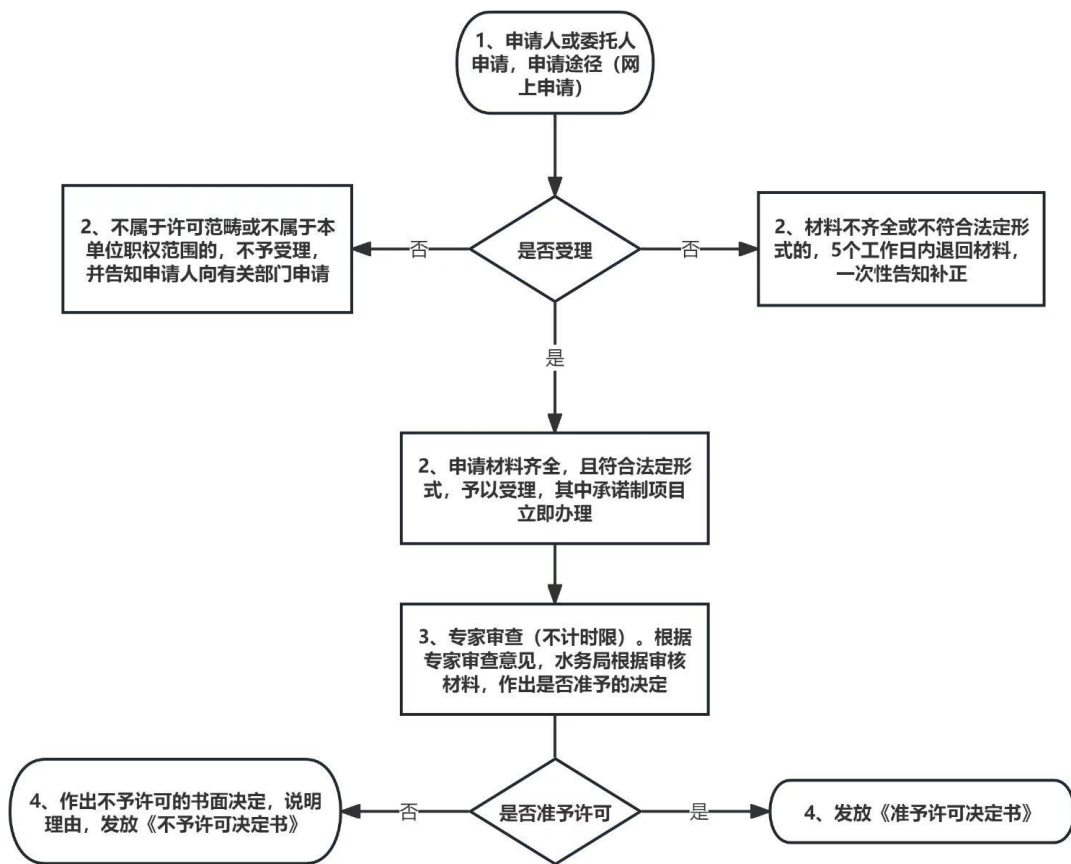 1、申请人或委托人
申请，申请途径（网
上申请）
2、不属于许可范畴或不属于本
单位职权范围的，不予受理，
并告知申请人向有关部门申请
否
是否受理
否
2、材料不齐全或不符合法定形
式的，5个工作日内退回材料，
一次性告知补正
是
2、申请材料齐全，且符合法定形
式，予以受理，其中承诺制项目
立即办理
3、专家审查（不计时限）。根据
专家审查意见，水务局根据审核
材料，作出是否准予的决定
4、作出不予许可的书面决定，说明
理由，发放《不予许可决定书》
否
是否准予许可
是
4、发放《准予许可决定书》